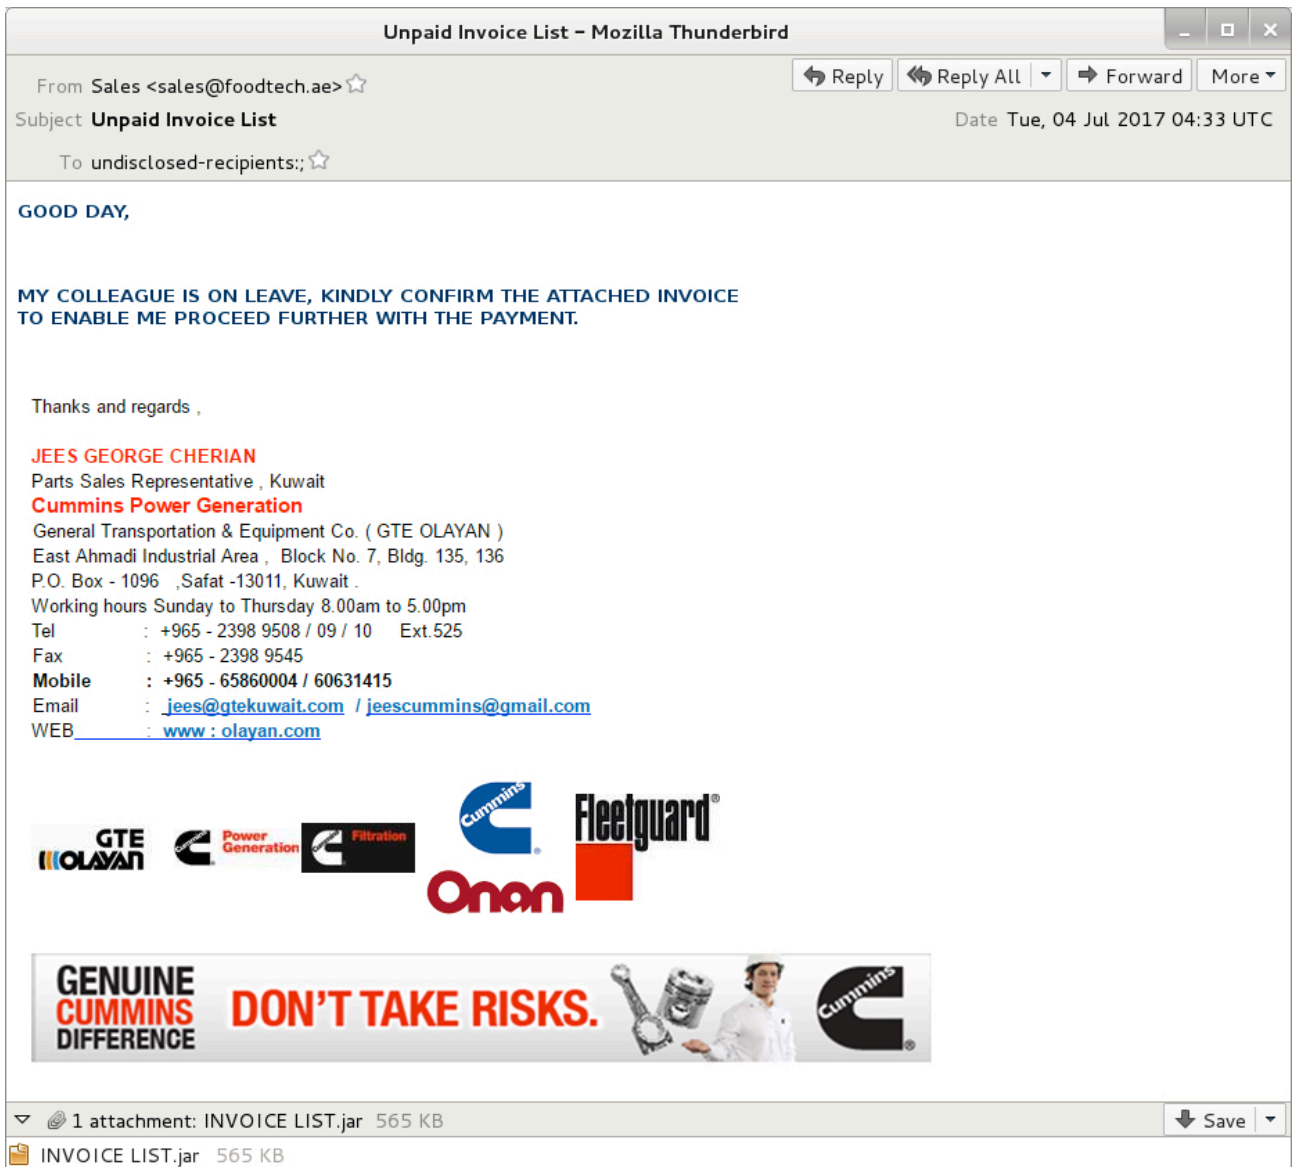 Unpaid Invoice List – Mozilla Thunderbird
From Sales <sales@foodtech.ae>
Reply Reply All Forward More
Subject Unpaid Invoice List
Date Tue, 04 Jul 2017 04:33 UTC
To undisclosed-recipients:;
GOOD DAY,
MY COLLEAGUE IS ON LEAVE, KINDLY CONFIRM THE ATTACHED INVOICE
TO ENABLE ME PROCEED FURTHER WITH THE PAYMENT.
Thanks and regards ,
JEES GEORGE CHERIAN
Parts Sales Representative , Kuwait
Cummins Power Generation
General Transportation & Equipment Co. ( GTE OLAYAN )
East Ahmadi Industrial Area , Block No. 7, Bldg. 135, 136
P.O. Box - 1096 ,Safat -13011, Kuwait .
Working hours Sunday to Thursday 8.00am to 5.00pm
Tel : +965 - 2398 9508 / 09 / 10 Ext.525
Fax : +965 - 2398 9545
Mobile : +965 - 65860004 / 60631415
Email : jees@gtekuwait.com / jeescummins@gmail.com
WEB : www : olayan.com
GTE
OLAYAN
Cummins
Power
Generation
Cummins
Filtration
Cummins
Onan
Fleetguard®
GENUINE
CUMMINS
DIFFERENCE
DON'T TAKE RISKS.
Cummins
®
1 attachment: INVOICE LIST.jar 565 KB
Save
INVOICE LIST.jar 565 KB